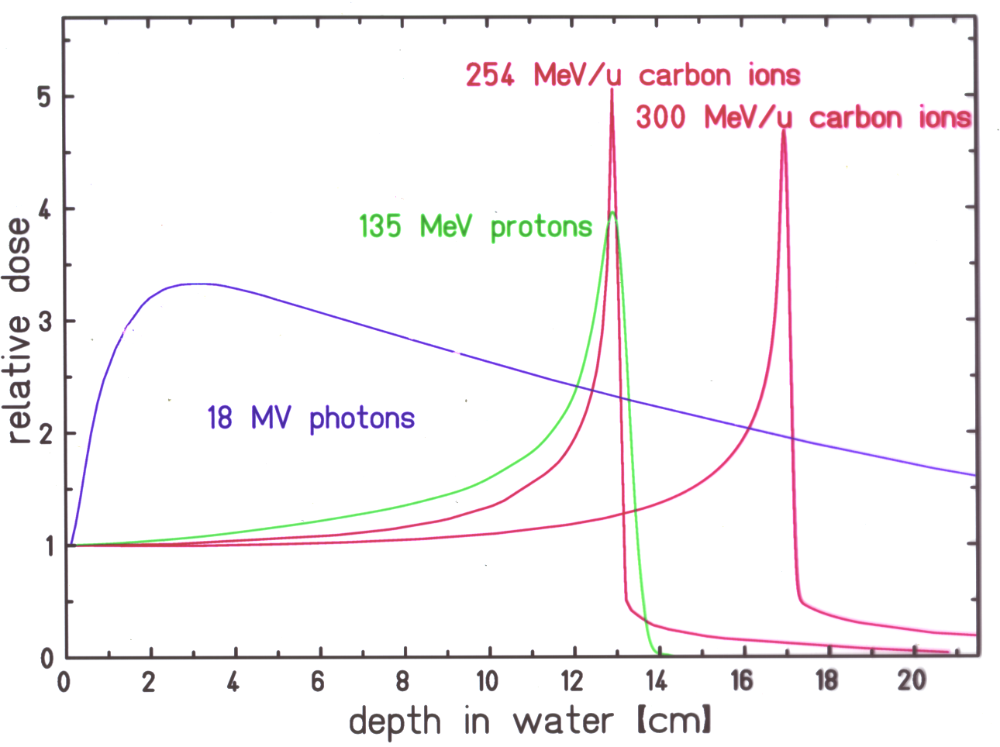 254 MeV/u carbon ions
300 MeV/u carbon ions
135 MeV protons
18 MV photons
relative dose
5
4
3
2
1
0
0 2 4 6 8 10 12 14 16 18 20
depth in water [cm]